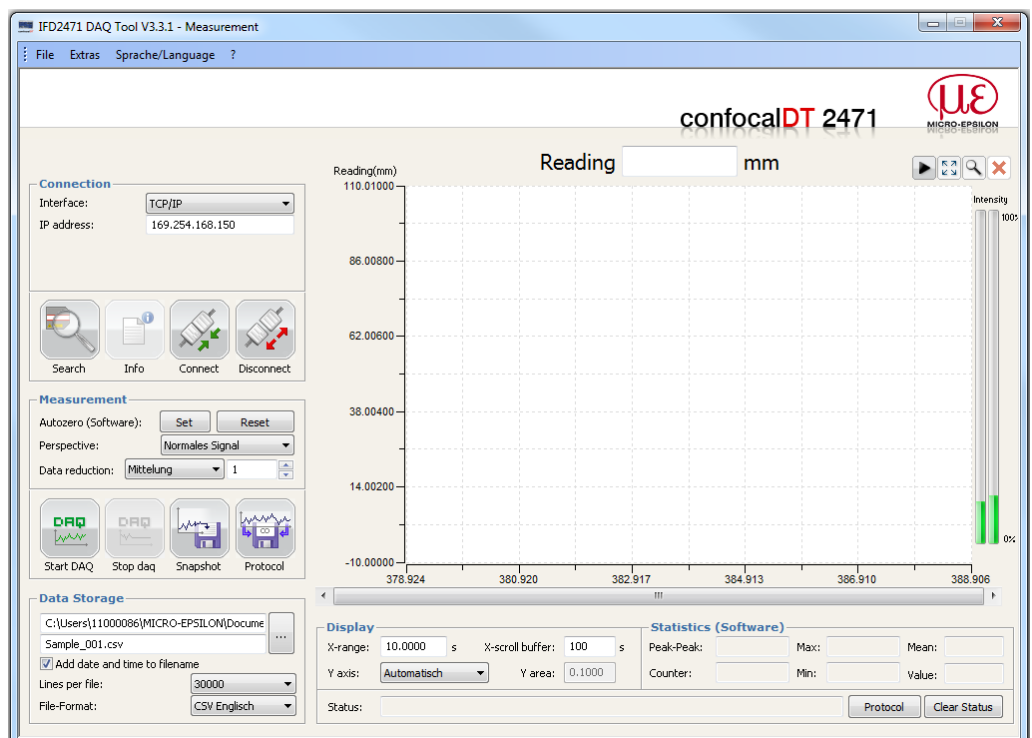 IFD2471 DAQ Tool V3.3.1 - Measurement
File Extras Sprache/Language ?
confocalDT 2471
με
MICRO-EPSILON
Connection
Interface: TCP/IP
IP address: 169.254.168.150
Search Info Connect Disconnect
Measurement
Autozero (Software): Set Reset
Perspective: Normales Signal
Data reduction: Mittelung 1
DAQ DAQ
Start DAQ Stop daq Snapshot Protocol
Data Storage
C:\Users\11000086\MICRO-EPSILON\Docume
...
Sample_001.csv
Add date and time to filename
Lines per file: 30000
File-Format: CSV Englisch
Reading mm
Reading(mm)
110.01000
86.00800
62.00600
38.00400
14.00200
-10.00000
378.924 380.920 382.917 384.913 386.910 388.906
Intensity
100%
0%
Display
X-range: 10.0000 s X-scroll buffer: 100 s
Y axis: Automatisch Y area: 0.1000
Statistics (Software)
Peak-Peak: Max: Mean:
Counter: Min: Value:
Status: Protocol Clear Status